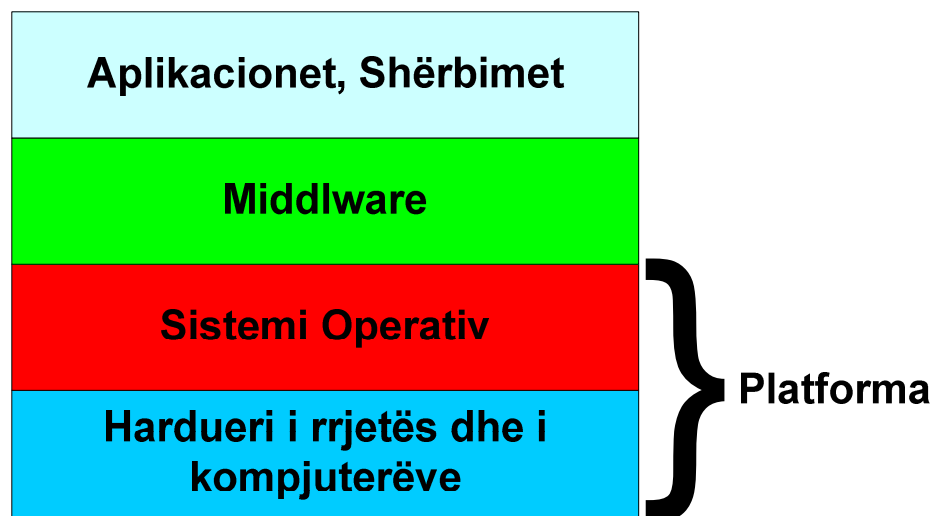 Aplikacionet, Shërbimet
Middlware
Sistemi Operativ
Platforma
Hardueri i rrjetës dhe i
kompjuterëve